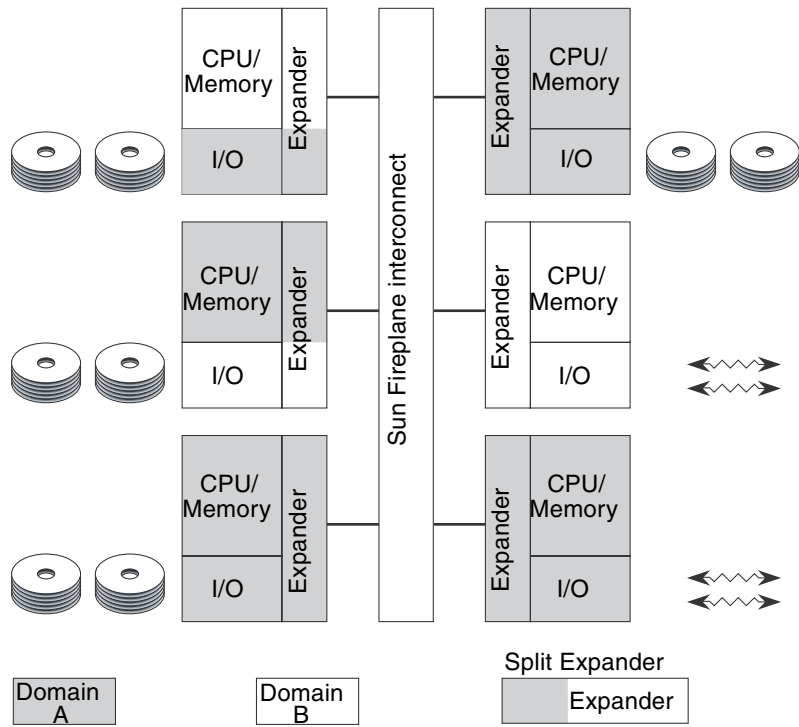 CPU/
Memory
I/O
Expander
Expander
CPU/
Memory
I/O
CPU/
Memory
I/O
Expander
Sun Fireplane interconnect
Expander
CPU/
Memory
I/O
CPU/
Memory
I/O
Expander
Expander
CPU/
Memory
I/O
Domain
A
Domain
B
Split Expander
Expander